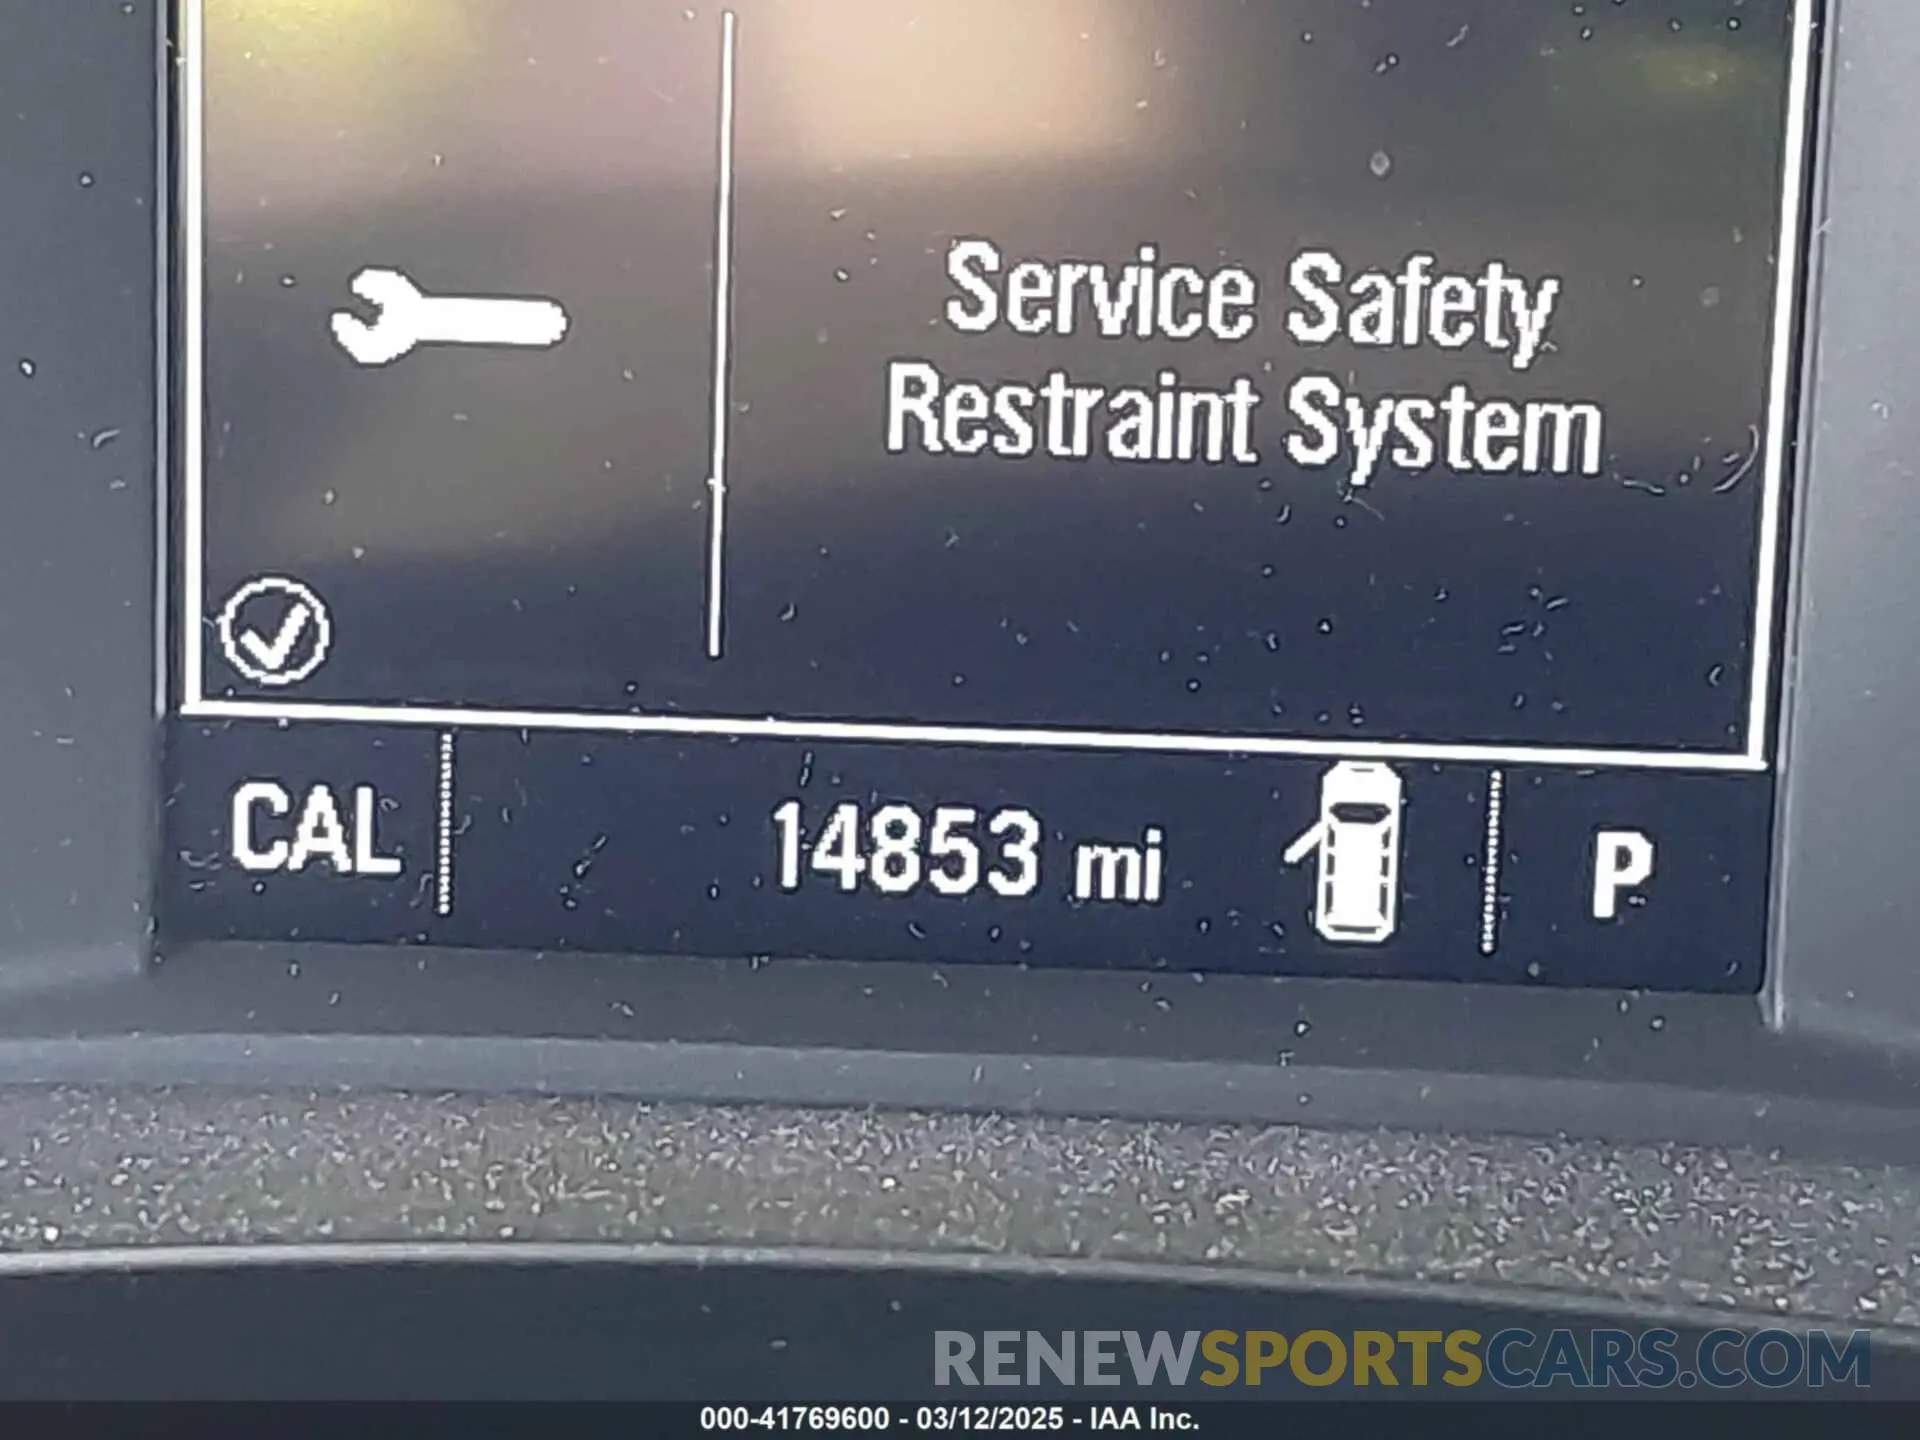 Service Safety
Restraint System
CAL
14853 mi
P
RENEWSPORTSCARS.COM
000-41769600 - 03/12/2025 - IAA Inc.